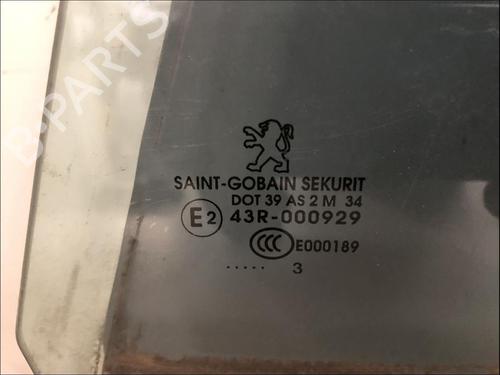 B-PARTS
SAINT-GOBAIN SEKURIT
DOT 39 AS 2 M 34
E2 43R-000929
CCC E000189
..... 3